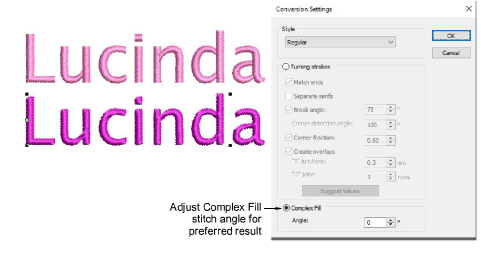 Lucinda
Lucinda
Adjust Complex Fill
stitch angle for
preferred result
Conversion Settings
Style
Regular
OK
Cancel
Turning strokes
Match ends
Separate serifs
Break angle:
75 °
Corner detection angle:
120 °
Corner fraction:
0.60
Create overlaps
"T" junctions:
0.3 mm
"O" joins:
3 rows
Suggest Values
Complex Fill
Angle:
0 °